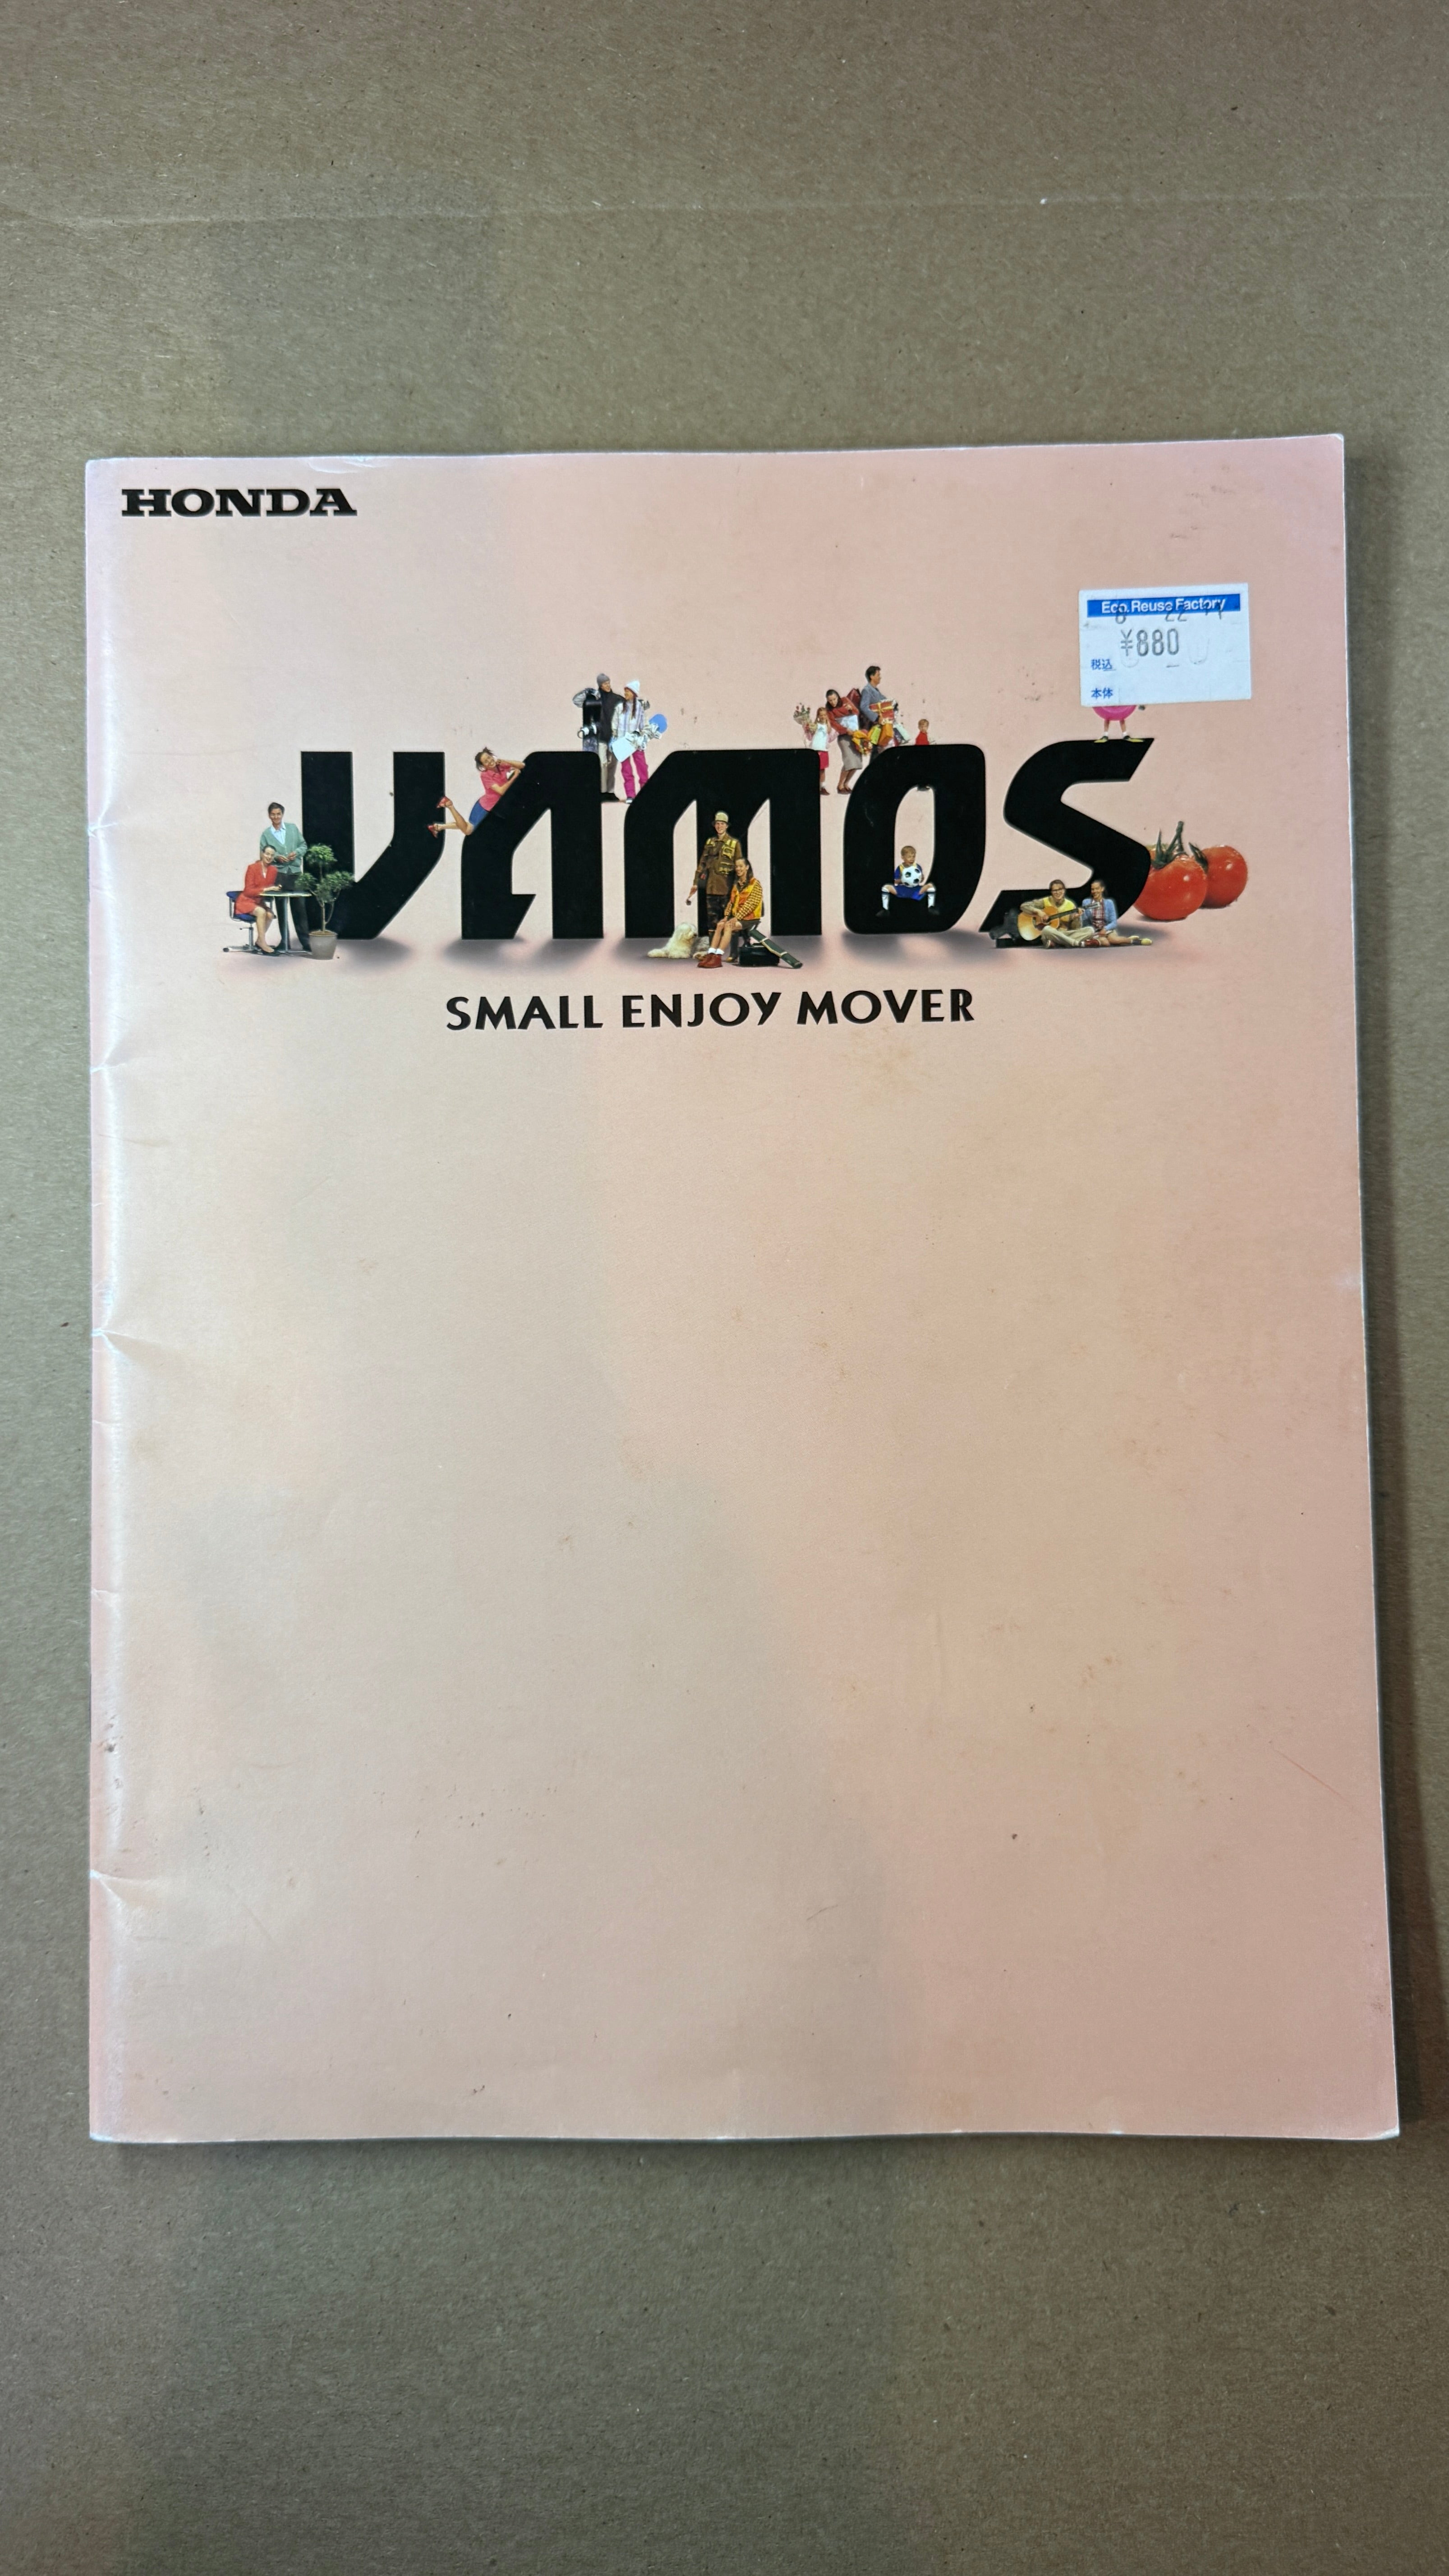 HONDA
Eco Reuse Factory
¥880
税込
本体
VAMOS
SMALL ENJOY MOVER